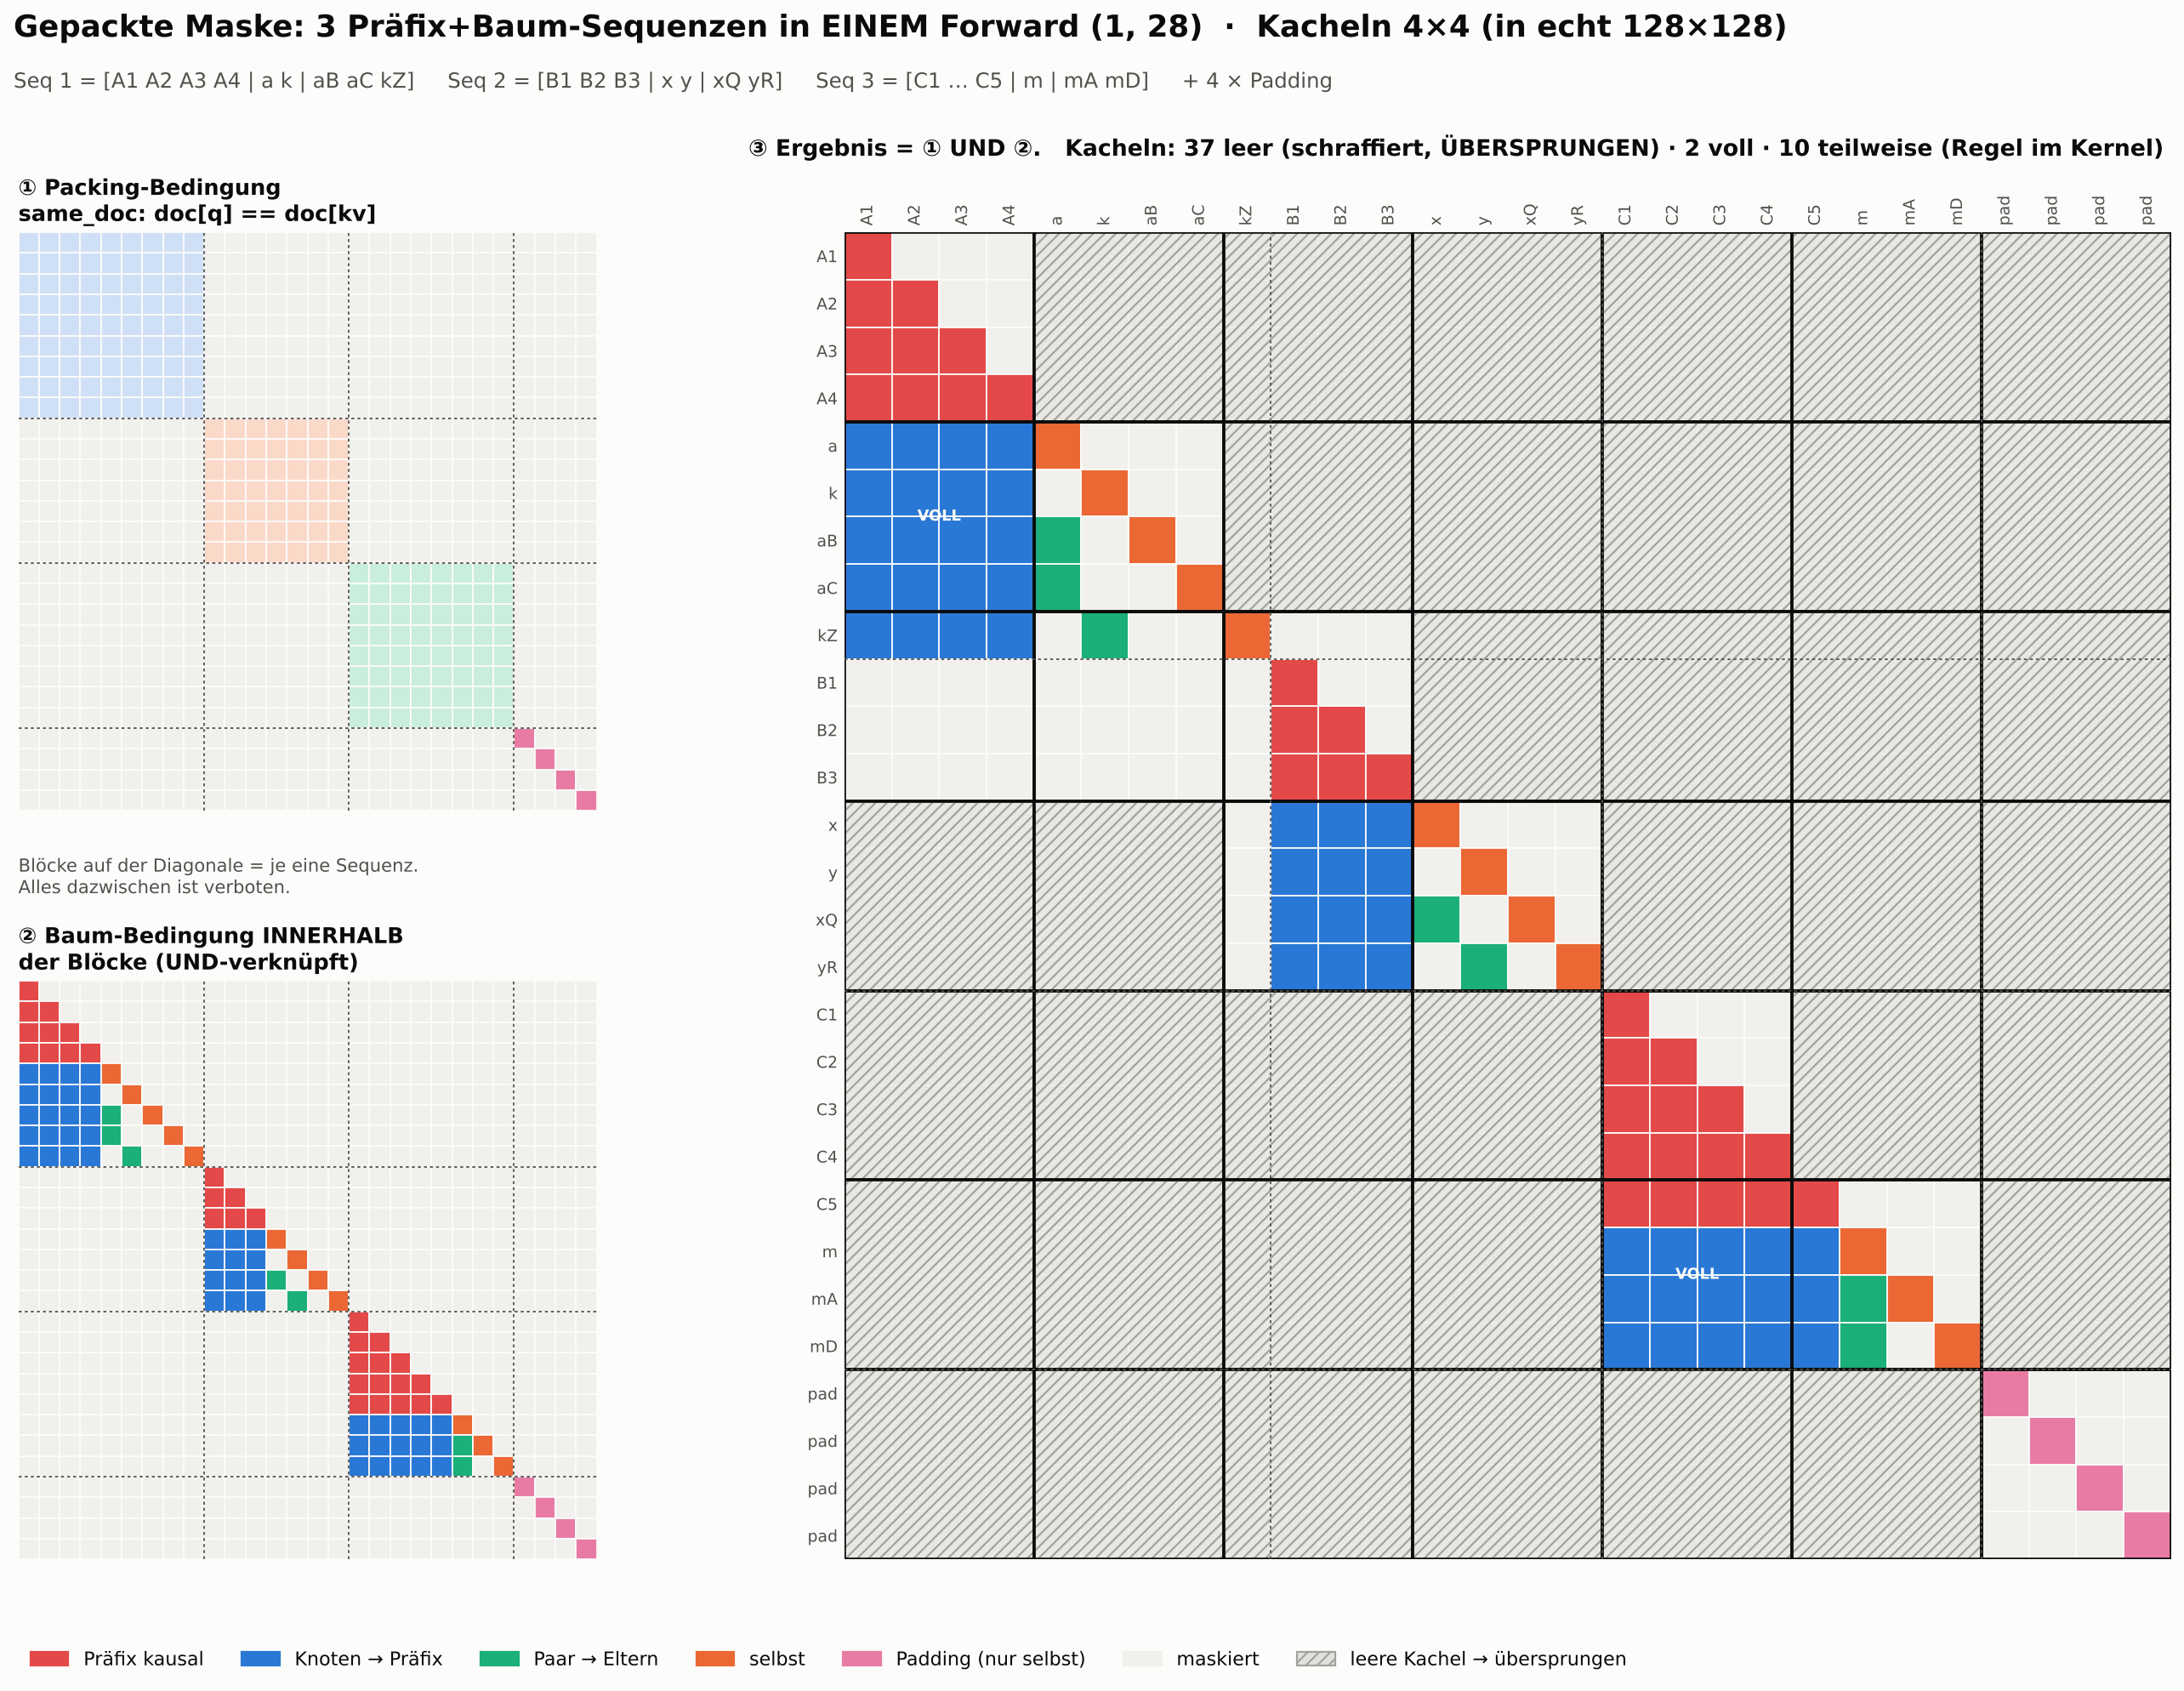 Gepackte Maske: 3 Präfix+Baum-Sequenzen in EINEM Forward (1, 28)  ·  Kacheln 4×4 (in echt 128×128)
Seq 1 = [A1 A2 A3 A4 | a k | aB aC kZ]     Seq 2 = [B1 B2 B3 | x y | xQ yR]     Seq 3 = [C1 … C5 | m | mA mD]     + 4 × Padding
③ Ergebnis = ① UND ②.   Kacheln: 37 leer (schraffiert, ÜBERSPRUNGEN) · 2 voll · 10 teilweise (Regel im Kernel)
① Packing-Bedingung
same_doc: doc[q] == doc[kv]
A1 A2 A3 A4 a k aB aC kZ B1 B2 B3 x y xQ yR C1 C2 C3 C4 C5 m mA mD pad pad pad pad
A1
A2
A3
A4
a
k
VOLL
aB
aC
kZ
B1
B2
B3
x
y
xQ
yR
C1
C2
C3
C4
C5
m
VOLL
mA
mD
pad
pad
pad
pad
Blöcke auf der Diagonale = je eine Sequenz.
Alles dazwischen ist verboten.
② Baum-Bedingung INNERHALB
der Blöcke (UND-verknüpft)
Präfix kausal
Knoten → Präfix
Paar → Eltern
selbst
Padding (nur selbst)
maskiert
leere Kachel → übersprungen